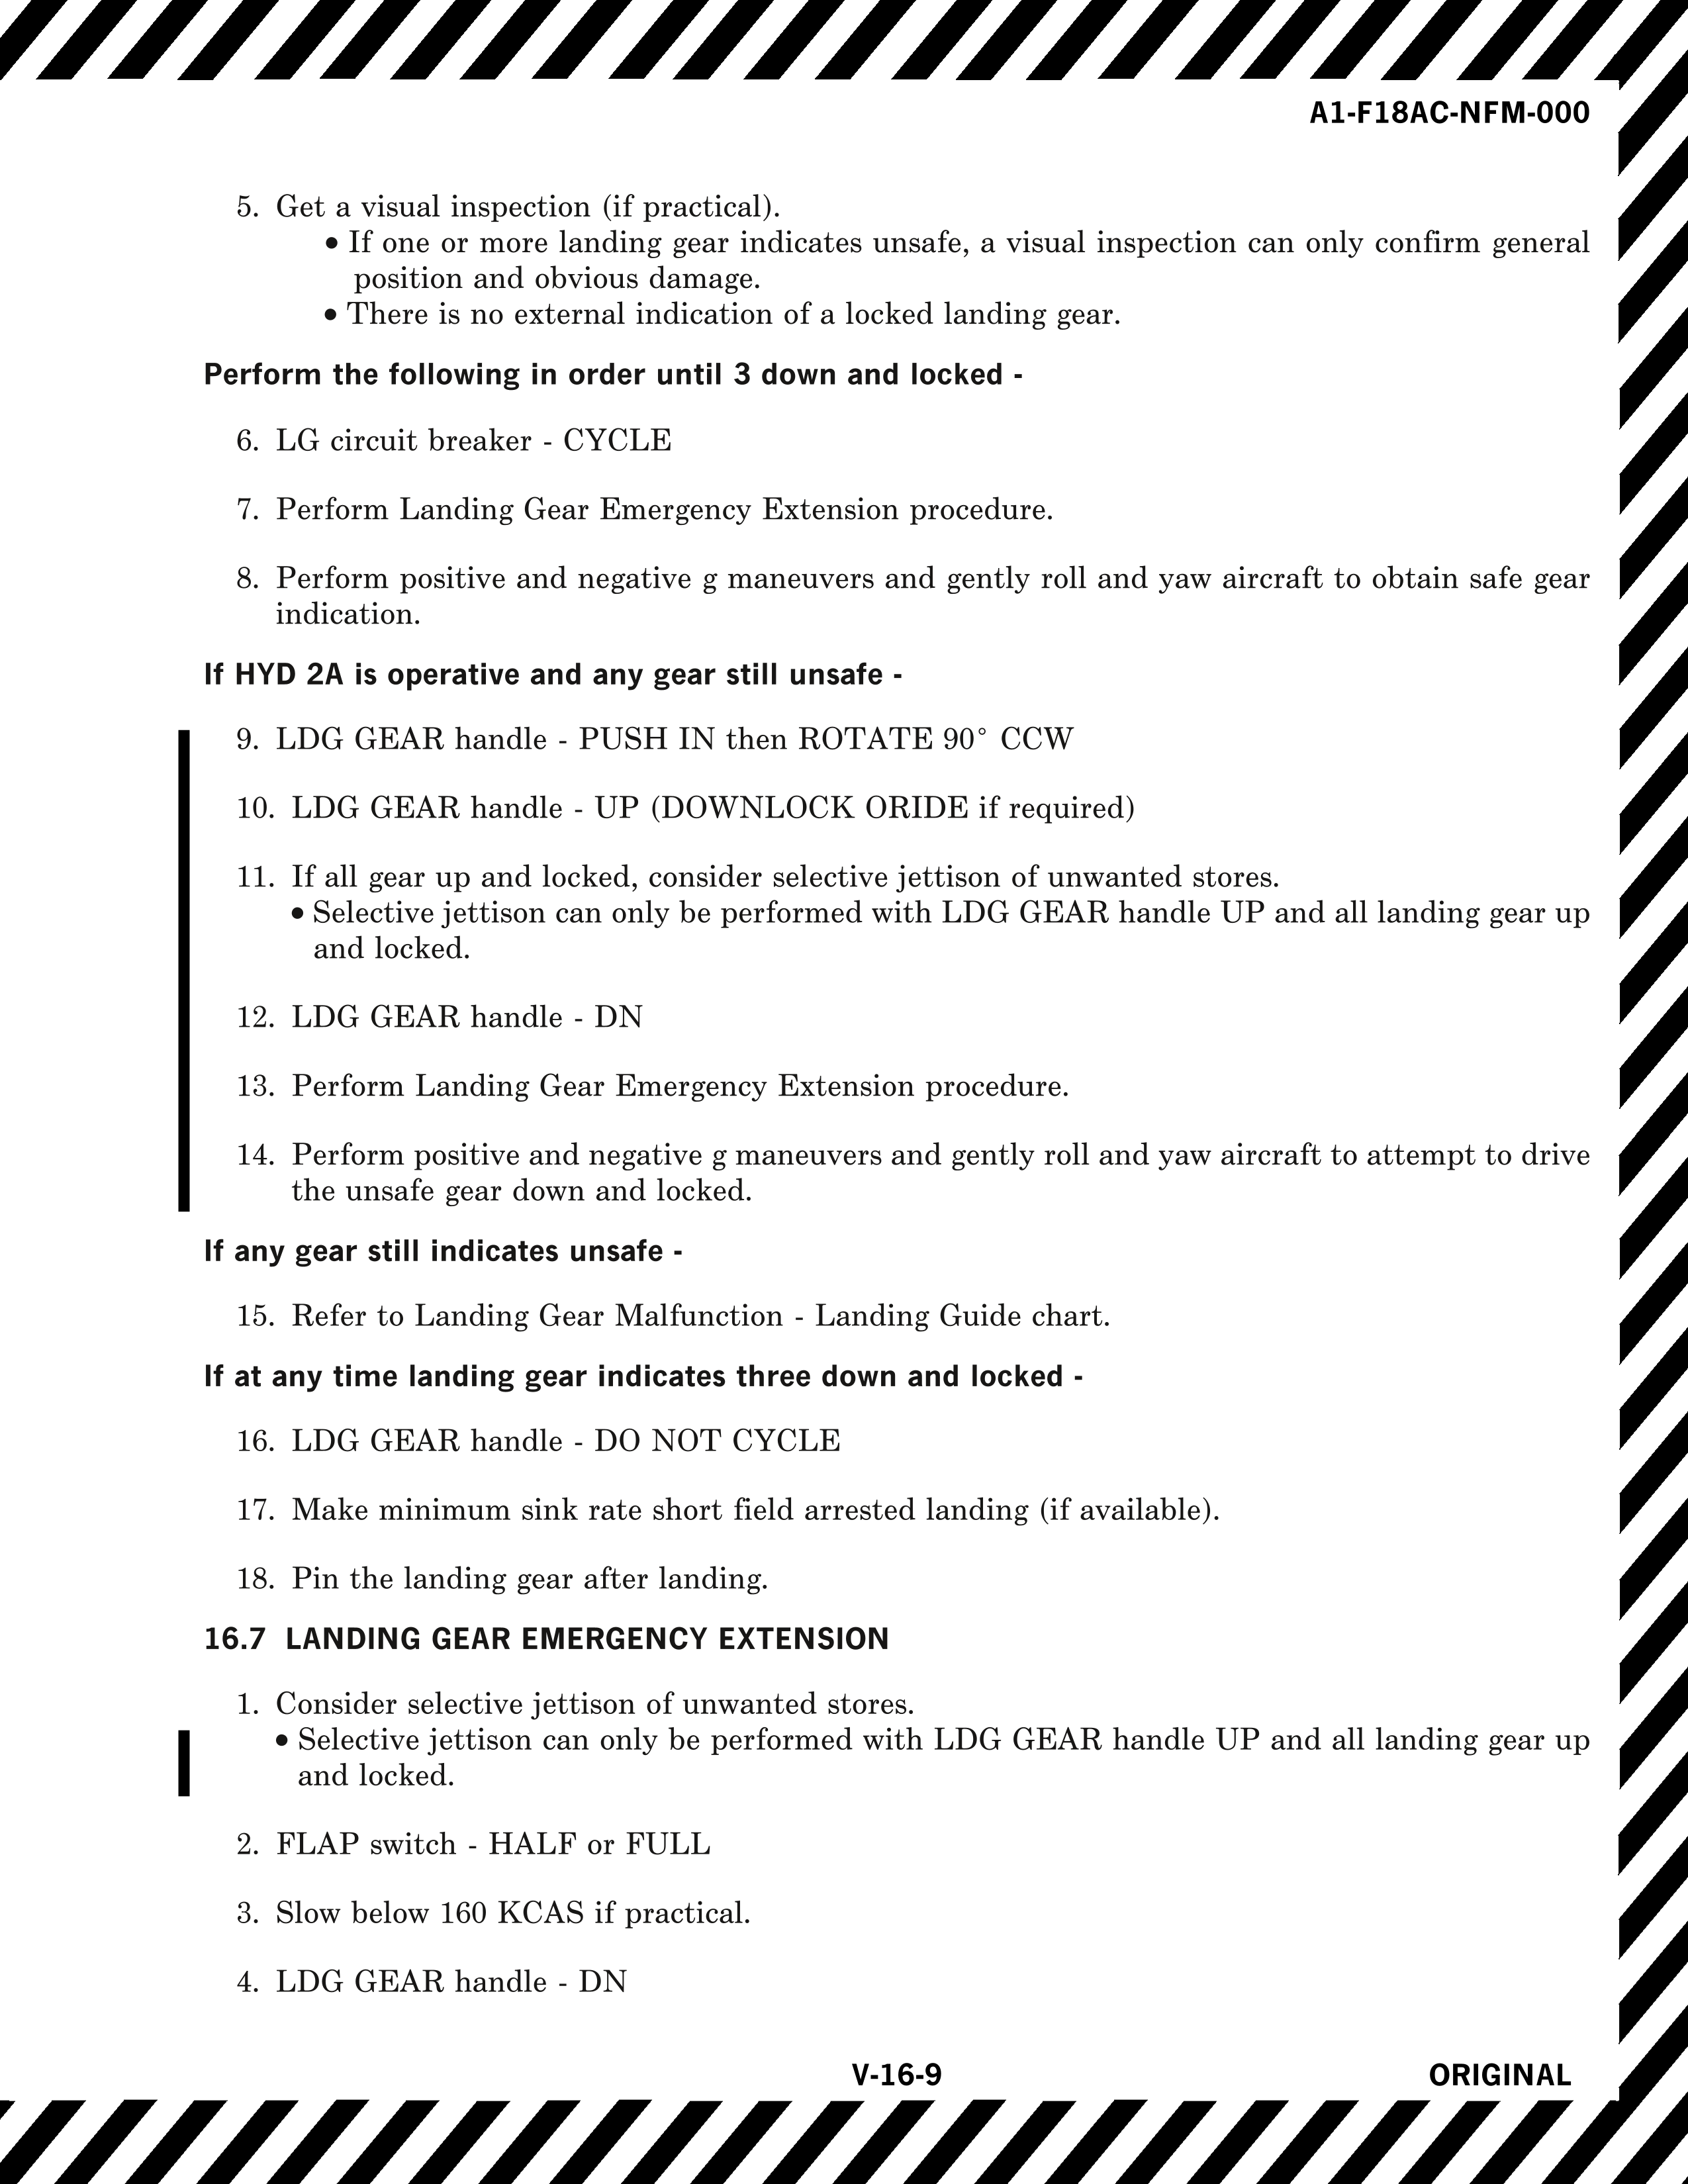 A1-F18AC-NFM-000
5. Get a visual inspection (if practical).
● If one or more landing gear indicates unsafe, a visual inspection can only confirm general
position and obvious damage.
● There is no external indication of a locked landing gear.
Perform the following in order until 3 down and locked -
6. LG circuit breaker - CYCLE
7. Perform Landing Gear Emergency Extension procedure.
8. Perform positive and negative g maneuvers and gently roll and yaw aircraft to obtain safe gear
indication.
If HYD 2A is operative and any gear still unsafe -
9. LDG GEAR handle - PUSH IN then ROTATE 90° CCW
10. LDG GEAR handle - UP (DOWNLOCK ORIDE if required)
11. If all gear up and locked, consider selective jettison of unwanted stores.
● Selective jettison can only be performed with LDG GEAR handle UP and all landing gear up
and locked.
12. LDG GEAR handle - DN
13. Perform Landing Gear Emergency Extension procedure.
14. Perform positive and negative g maneuvers and gently roll and yaw aircraft to attempt to drive
the unsafe gear down and locked.
If any gear still indicates unsafe -
15. Refer to Landing Gear Malfunction - Landing Guide chart.
If at any time landing gear indicates three down and locked -
16. LDG GEAR handle - DO NOT CYCLE
17. Make minimum sink rate short field arrested landing (if available).
18. Pin the landing gear after landing.
16.7 LANDING GEAR EMERGENCY EXTENSION
1. Consider selective jettison of unwanted stores.
● Selective jettison can only be performed with LDG GEAR handle UP and all landing gear up
and locked.
2. FLAP switch - HALF or FULL
3. Slow below 160 KCAS if practical.
4. LDG GEAR handle - DN
V-16-9 ORIGINAL